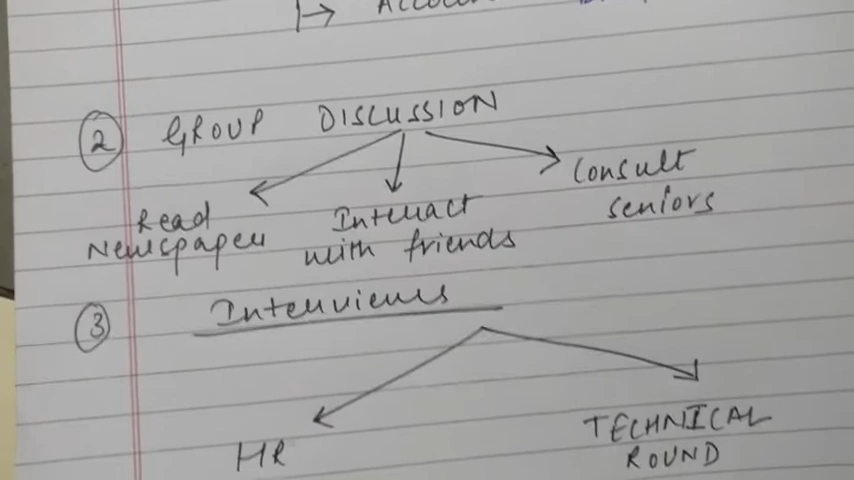 ② GROUP DISCUSSION
Read Newspaper
Interact with friends
Consult seniors
③ Interviews
HR
TECHNICAL ROUND